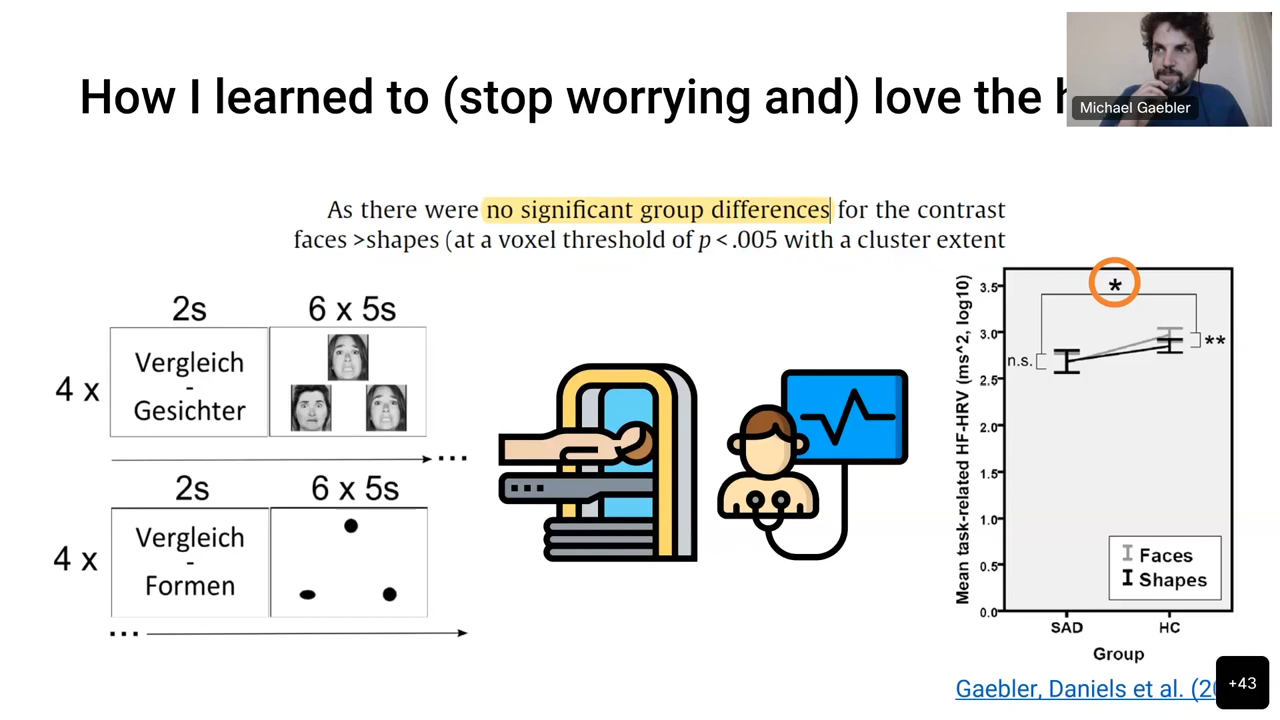 How I learned to (stop worrying and) love the
Michael Gaebler
As there were no significant group differences for the contrast
faces >shapes (at a voxel threshold of p < .005 with a cluster extent
2s
6 x 5s
4 x
Vergleich
-
Gesichter
...
2s
6 x 5s
4 x
Vergleich
-
Formen
...
Mean task-related HF-HRV (ms^2, log10)
3.5
3.0
2.5
2.0
1.5
1.0
0.5
0.0
*
n.s.
**
Faces
Shapes
SAD
HC
Group
Gaebler, Daniels et al.
+43